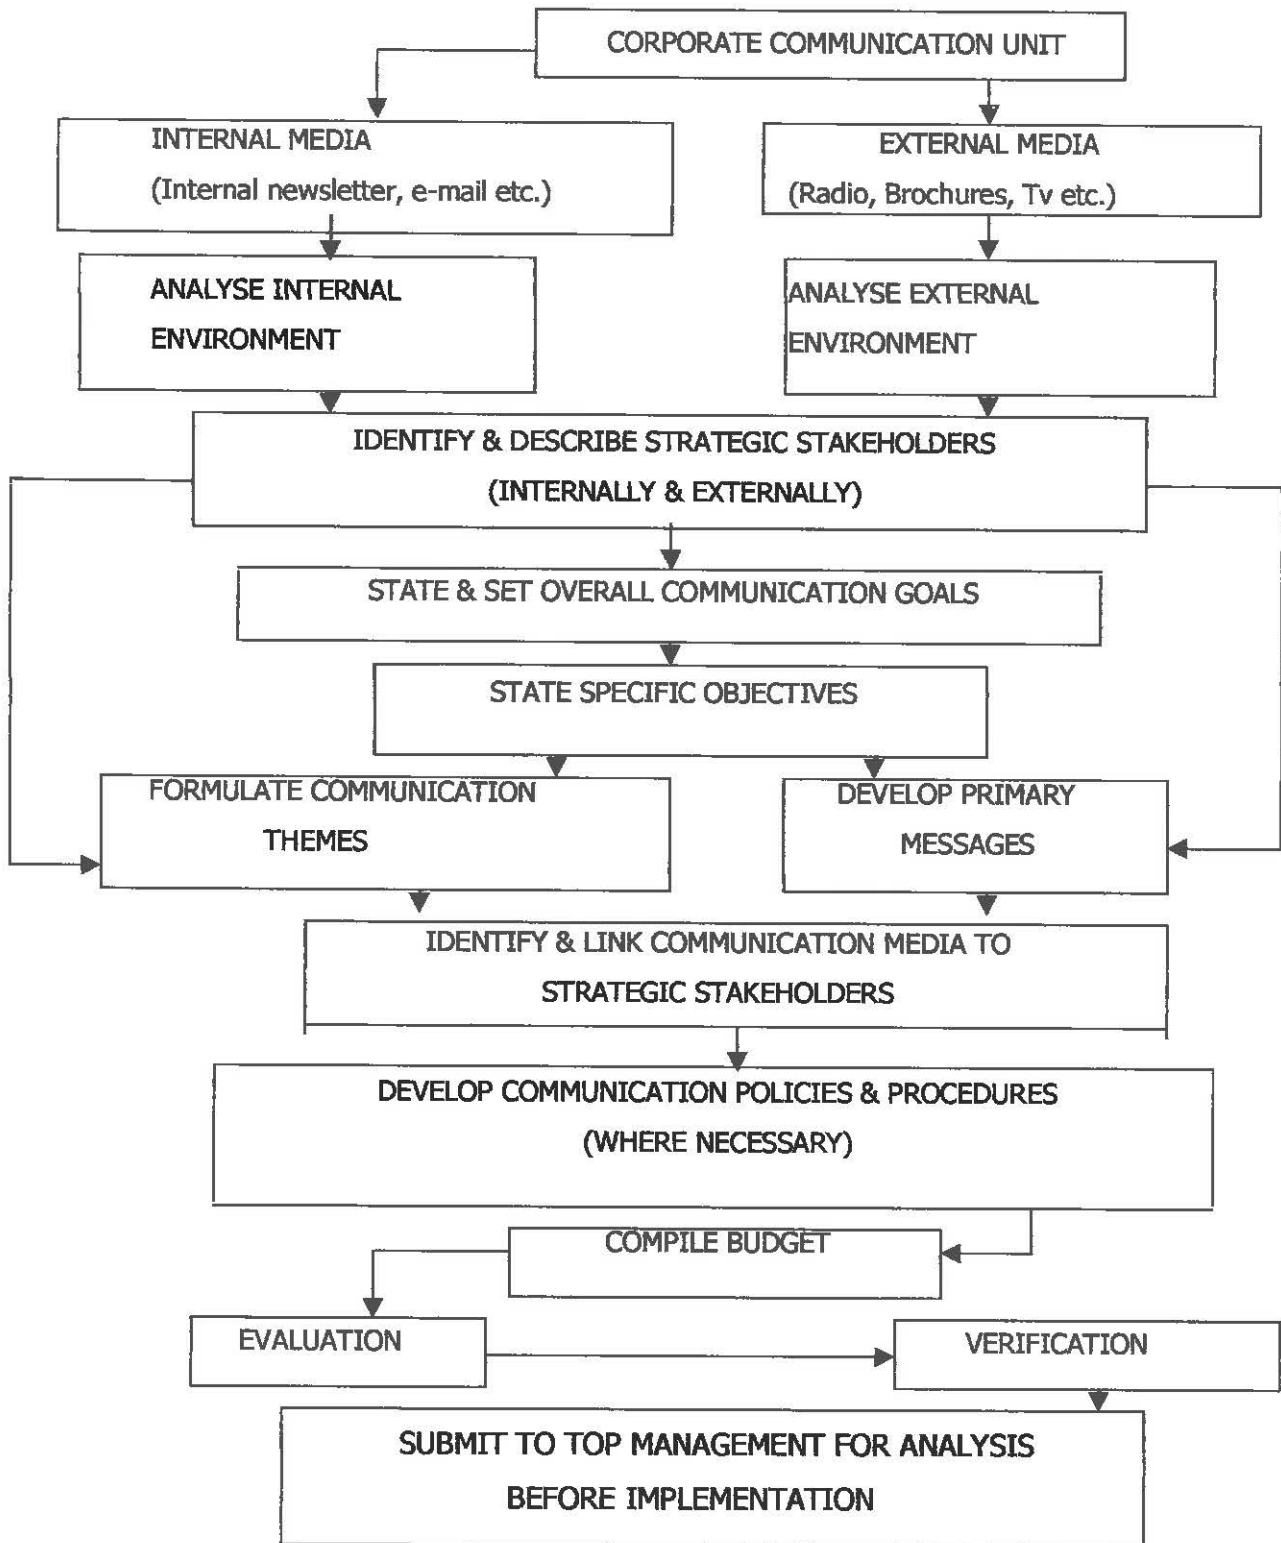 CORPORATE COMMUNICATION UNIT
INTERNAL MEDIA
(Internal newsletter, e-mail etc.)
EXTERNAL MEDIA
(Radio, Brochures, Tv etc.)
ANALYSE INTERNAL
ENVIRONMENT
ANALYSE EXTERNAL
ENVIRONMENT
IDENTIFY & DESCRIBE STRATEGIC STAKEHOLDERS
(INTERNALLY & EXTERNALLY)
STATE & SET OVERALL COMMUNICATION GOALS
STATE SPECIFIC OBJECTIVES
FORMULATE COMMUNICATION
THEMES
DEVELOP PRIMARY
MESSAGES
IDENTIFY & LINK COMMUNICATION MEDIA TO
STRATEGIC STAKEHOLDERS
DEVELOP COMMUNICATION POLICIES & PROCEDURES
(WHERE NECESSARY)
COMPILE BUDGET
EVALUATION
VERIFICATION
SUBMIT TO TOP MANAGEMENT FOR ANALYSIS
BEFORE IMPLEMENTATION